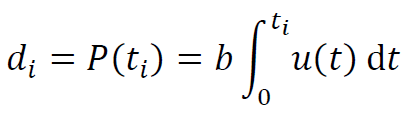 dᵢ = P(tᵢ) = b ∫₀^{tᵢ} u(t) dt